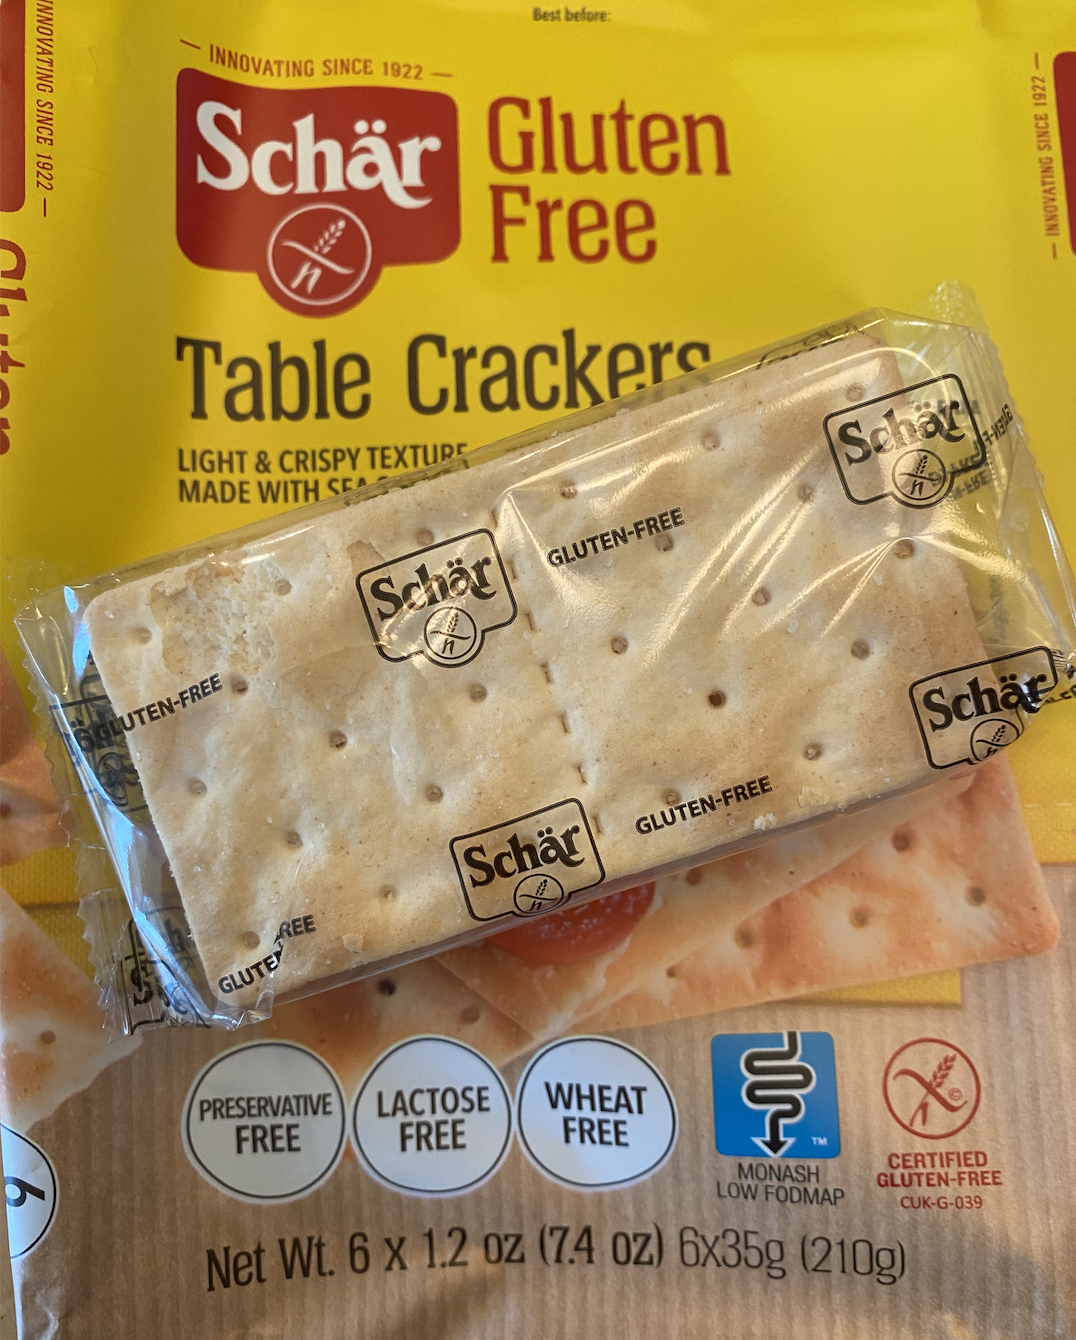 Best before:
INNOVATING SINCE 1922
— INNOVATING SINCE 1922 —
— INNOVATING SINCE 1922 —
Schär
Gluten
Free
Table Crackers
LIGHT & CRISPY TEXTURE
MADE WITH SEA
Schär
GLUTEN-FREE
Schär
GLUTEN-FREE
Schär
GLUTEN-FREE
Schär
PRESERVATIVE
FREE
LACTOSE
FREE
WHEAT
FREE
TM
MONASH
LOW FODMAP
CERTIFIED
GLUTEN-FREE
CUK-G-039
6
Net Wt. 6 x 1.2 oz (7.4 oz) 6x35g (210g)